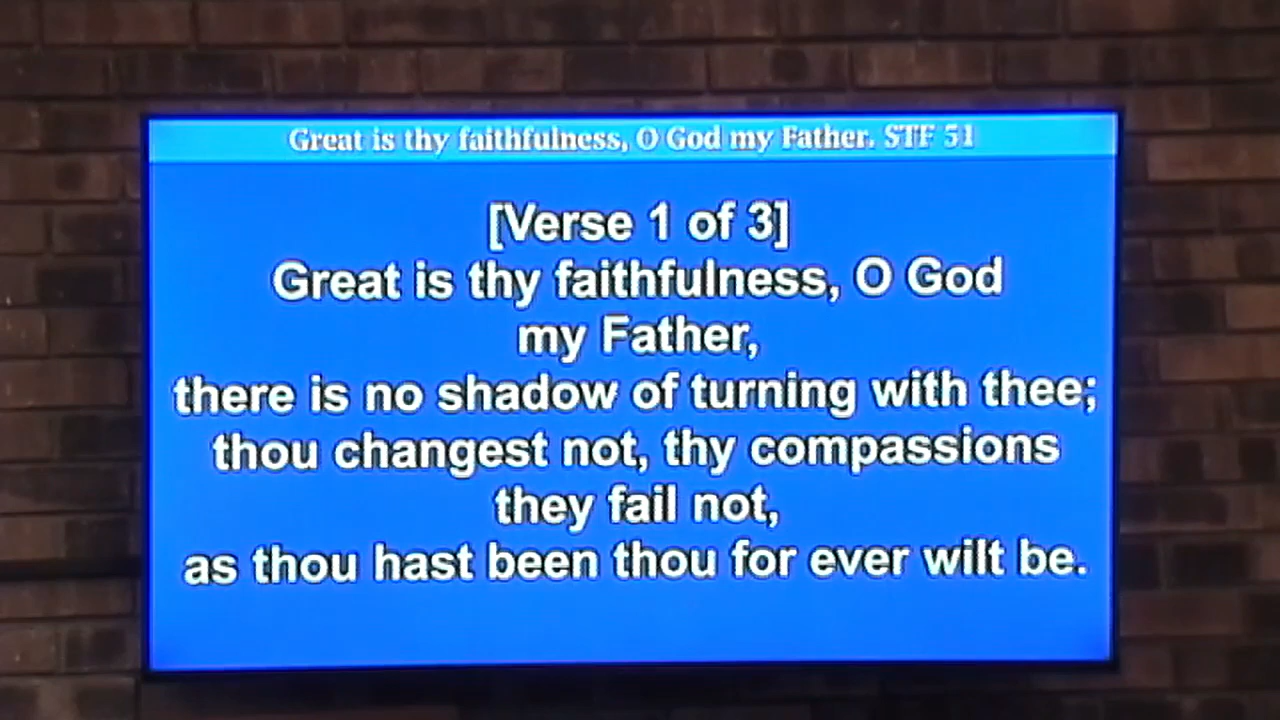 Great is thy faithfulness, O God my Father. STF 51
[Verse 1 of 3]
Great is thy faithfulness, O God
my Father,
there is no shadow of turning with thee;
thou changest not, thy compassions
they fail not,
as thou hast been thou for ever wilt be.